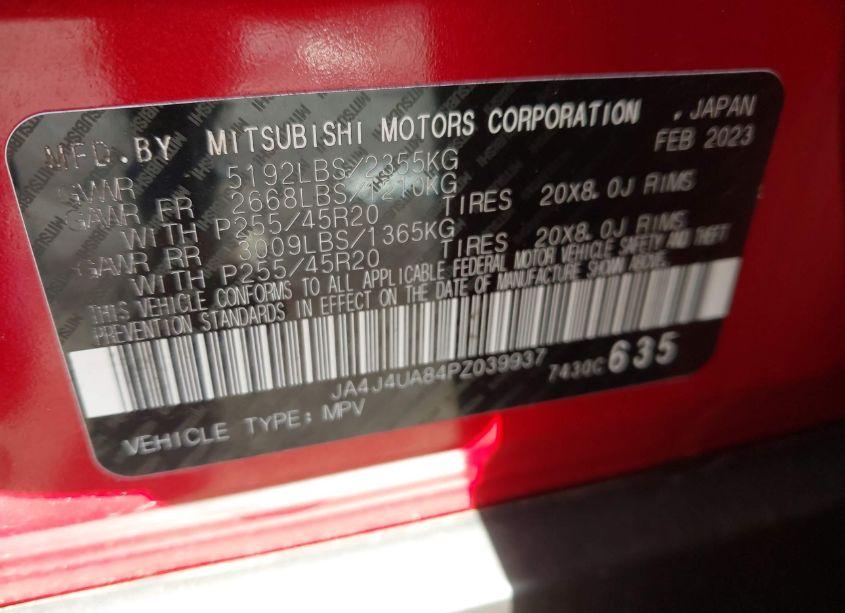 MFD.BY MITSUBISHI MOTORS CORPORATION , JAPAN
FEB 2023
GVWR 5192LBS/2355KG
GAWR FR 2668LBS/1210KG
WITH P255/45R20 TIRES 20X8.0J RIMS
GAWR RR 3009LBS/1365KG
WITH P255/45R20 TIRES 20X8.0J RIMS
THIS VEHICLE CONFORMS TO ALL APPLICABLE FEDERAL MOTOR VEHICLE SAFETY AND THEFT
PREVENTION STANDARDS IN EFFECT ON THE DATE OF MANUFACTURE SHOWN ABOVE.
JA4J4UA84PZ039937 7430C 635
VEHICLE TYPE: MPV